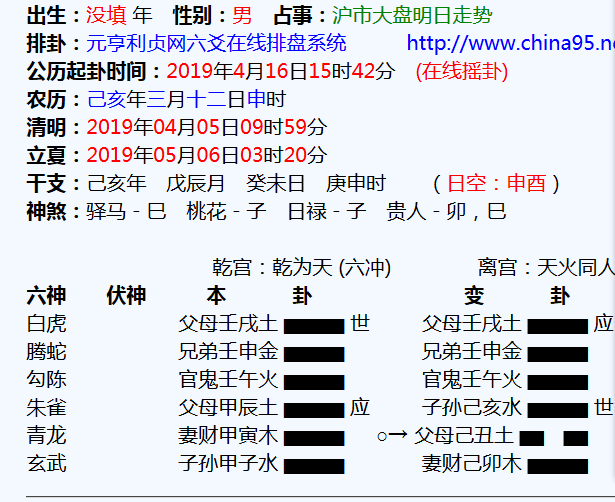 出生：没填 年 性别：男 占事：沪市大盘明日走势
排卦：元亨利贞网六爻在线排盘系统 http://www.china95.ne
公历起卦时间：2019年4月16日15时42分 (在线摇卦)
农历：己亥年三月十二日申时
清明：2019年04月05日09时59分
立夏：2019年05月06日03时20分
干支：己亥年 戊辰月 癸未日 庚申时 （日空：申酉）
神煞：驿马－巳 桃花－子 日禄－子 贵人－卯，巳
乾宫：乾为天 (六冲) 离宫：天火同人
六神 伏神 本 卦 变 卦
白虎 父母壬戌土 世 父母壬戌土 应
腾蛇 兄弟壬申金 兄弟壬申金
勾陈 官鬼壬午火 官鬼壬午火
朱雀 父母甲辰土 应 子孙己亥水 世
青龙 妻财甲寅木 ○→ 父母己丑土
玄武 子孙甲子水 妻财己卯木